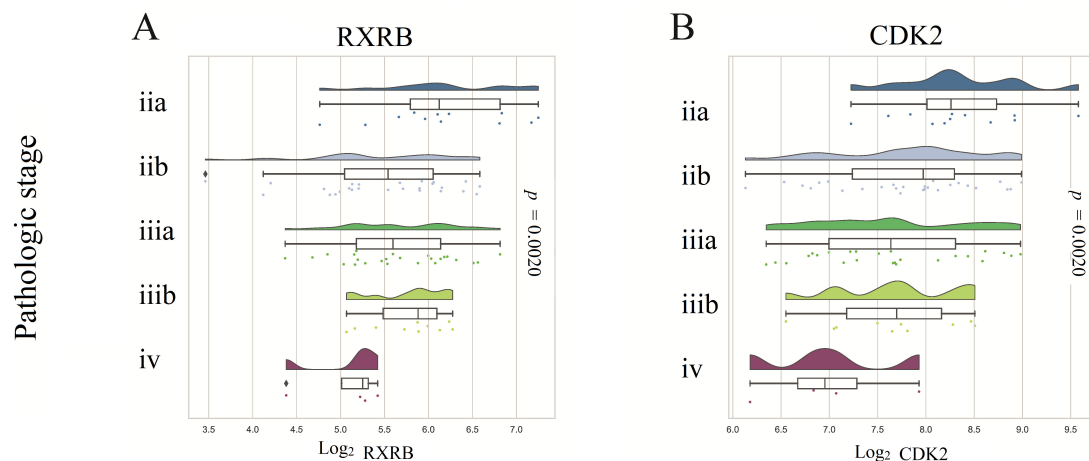 A
RXRB
Pathologic stage
iia
iib
iiia
iiib
iv
p = 0.0020
3.5 4.0 4.5 5.0 5.5 6.0 6.5 7.0
Log2 RXRB
B
CDK2
iia
iib
iiia
iiib
iv
p = 0.0020
6.0 6.5 7.0 7.5 8.0 8.5 9.0 9.5
Log2 CDK2